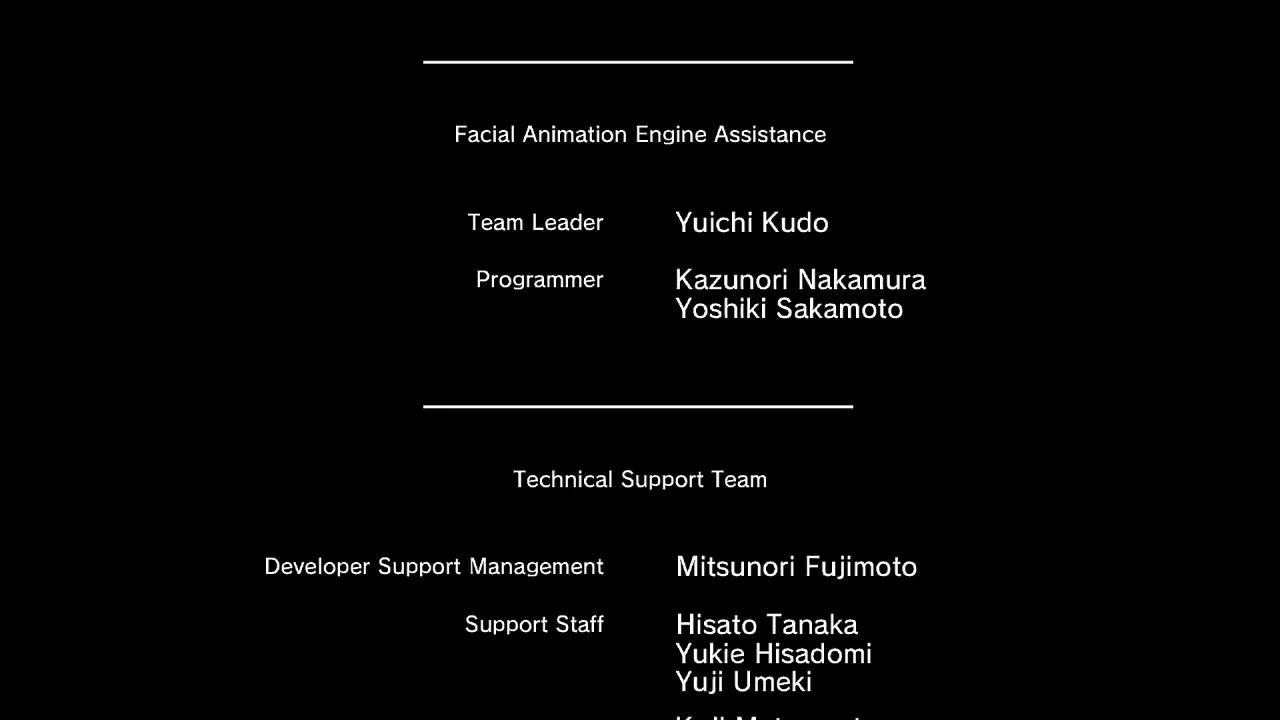 Facial Animation Engine Assistance
Team Leader Yuichi Kudo
Programmer Kazunori Nakamura
Yoshiki Sakamoto
Technical Support Team
Developer Support Management Mitsunori Fujimoto
Support Staff Hisato Tanaka
Yukie Hisadomi
Yuji Umeki